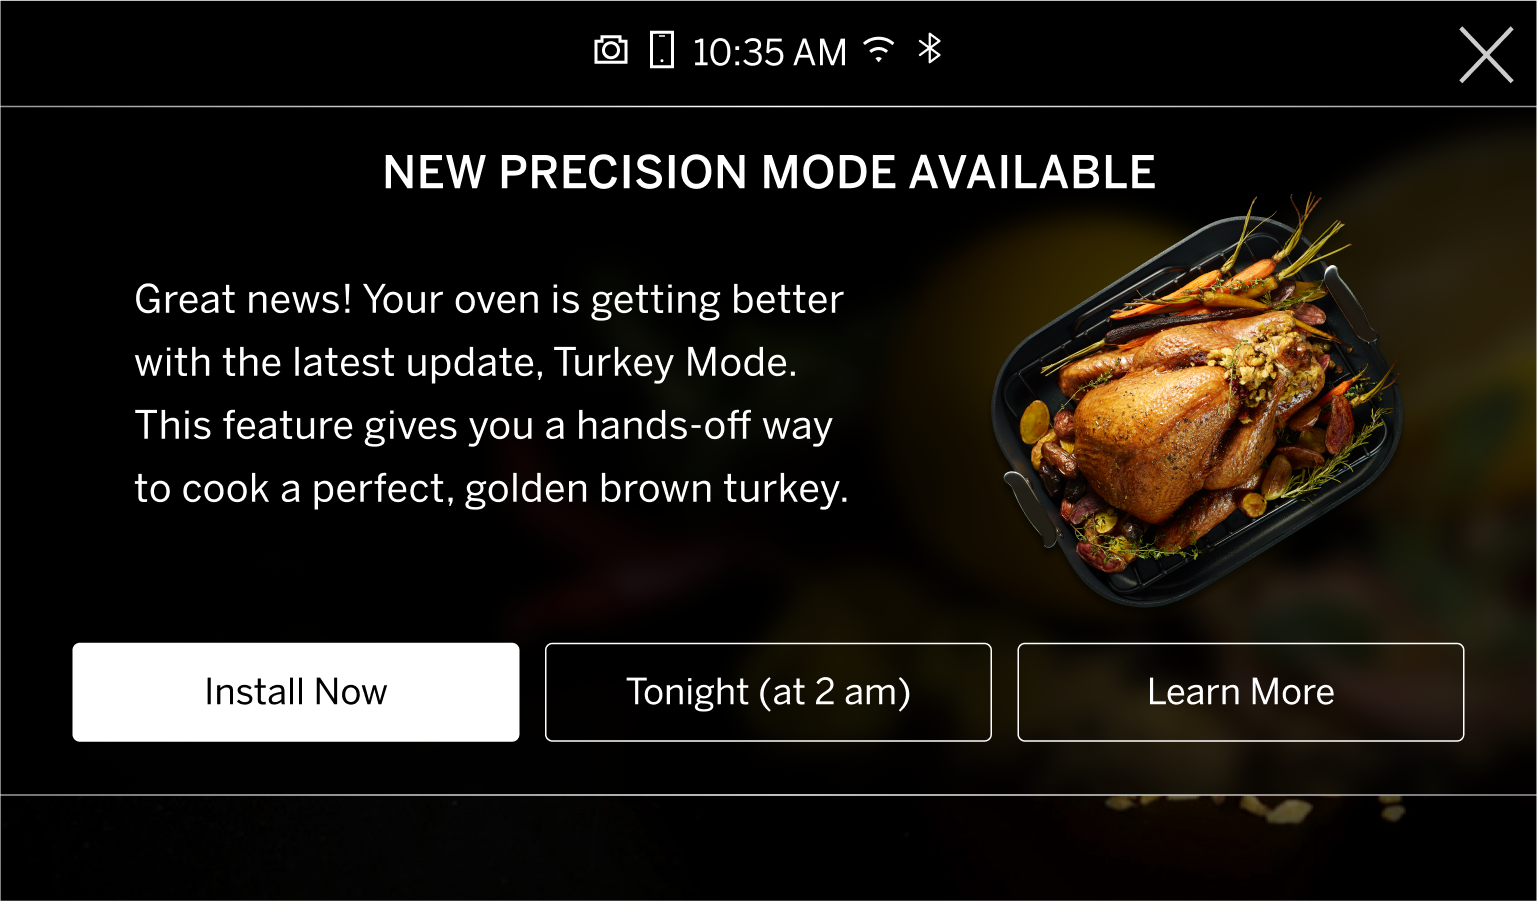 10:35 AM
NEW PRECISION MODE AVAILABLE
Great news! Your oven is getting better
with the latest update, Turkey Mode.
This feature gives you a hands-off way
to cook a perfect, golden brown turkey.
Install Now
Tonight (at 2 am)
Learn More